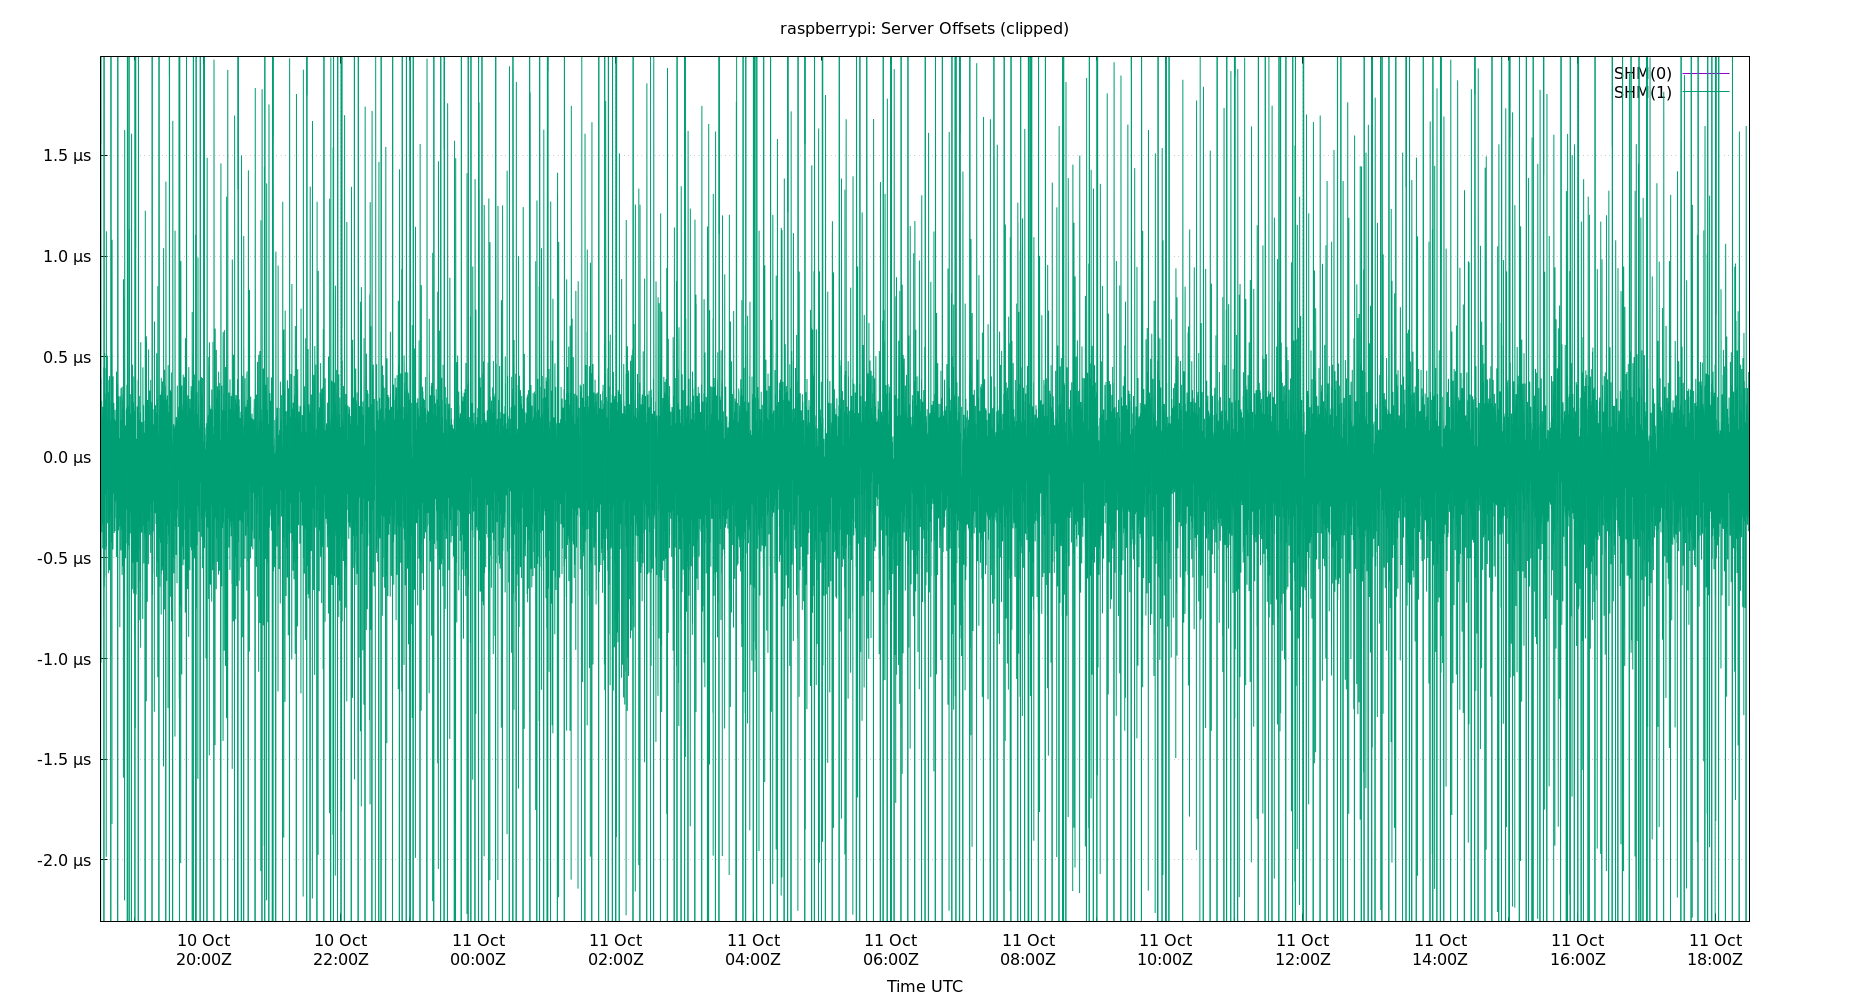 raspberrypi: Server Offsets (clipped)
SHM(0)
SHM(1)
1.5 µs
1.0 µs
0.5 µs
0.0 µs
-0.5 µs
-1.0 µs
-1.5 µs
-2.0 µs
10 Oct 10 Oct 11 Oct 11 Oct 11 Oct 11 Oct 11 Oct 11 Oct 11 Oct 11 Oct 11 Oct 11 Oct
20:00Z 22:00Z 00:00Z 02:00Z 04:00Z 06:00Z 08:00Z 10:00Z 12:00Z 14:00Z 16:00Z 18:00Z
Time UTC